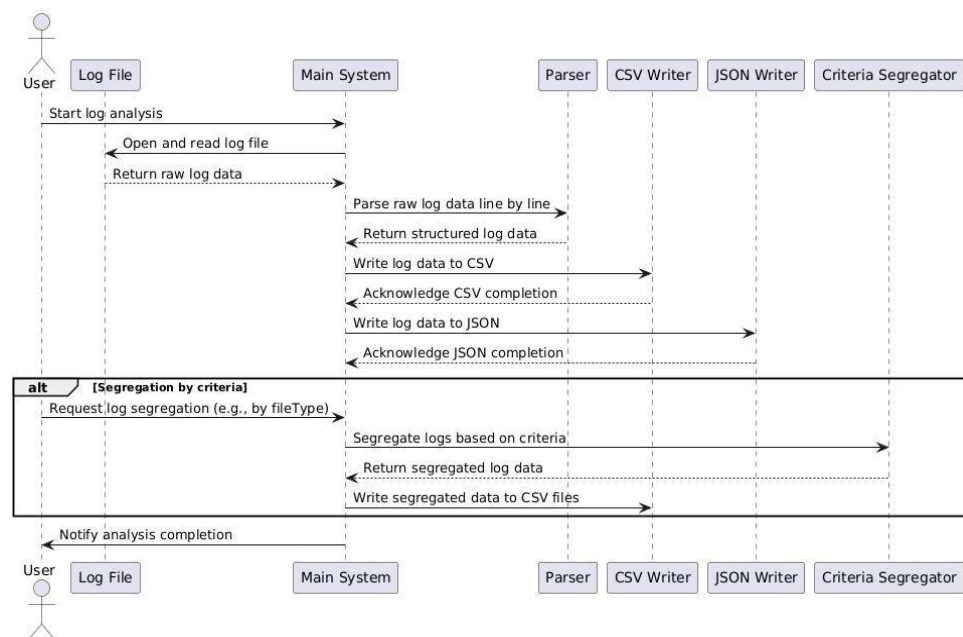 User
Log File
Main System
Parser
CSV Writer
JSON Writer
Criteria Segregator
Start log analysis
Open and read log file
Return raw log data
Parse raw log data line by line
Return structured log data
Write log data to CSV
Acknowledge CSV completion
Write log data to JSON
Acknowledge JSON completion
alt [Segregation by criteria]
Request log segregation (e.g., by fileType)
Segregate logs based on criteria
Return segregated log data
Write segregated data to CSV files
Notify analysis completion
User
Log File
Main System
Parser
CSV Writer
JSON Writer
Criteria Segregator